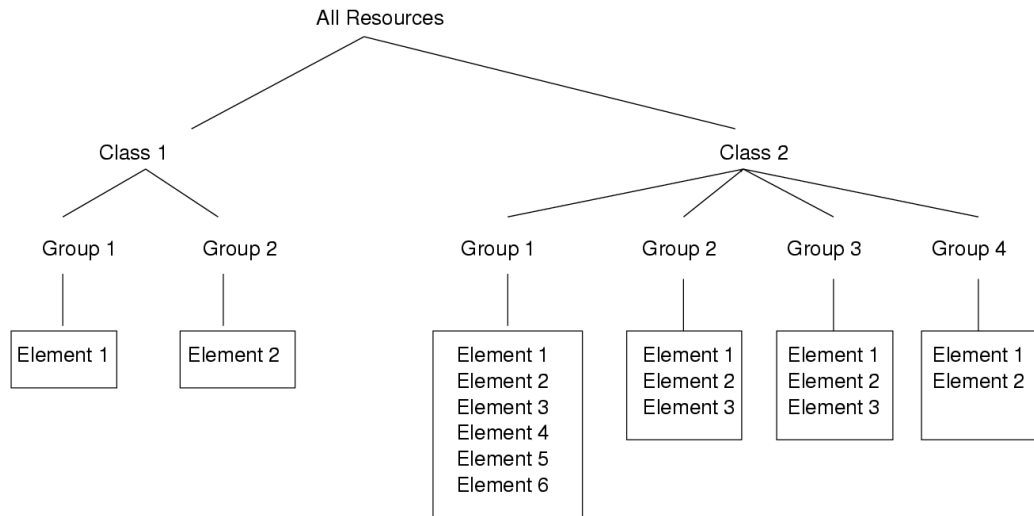 All Resources
Class 1
Class 2
Group 1
Group 2
Group 1
Group 2
Group 3
Group 4
Element 1
Element 2
Element 1
Element 2
Element 3
Element 4
Element 5
Element 6
Element 1
Element 2
Element 3
Element 1
Element 2
Element 3
Element 1
Element 2